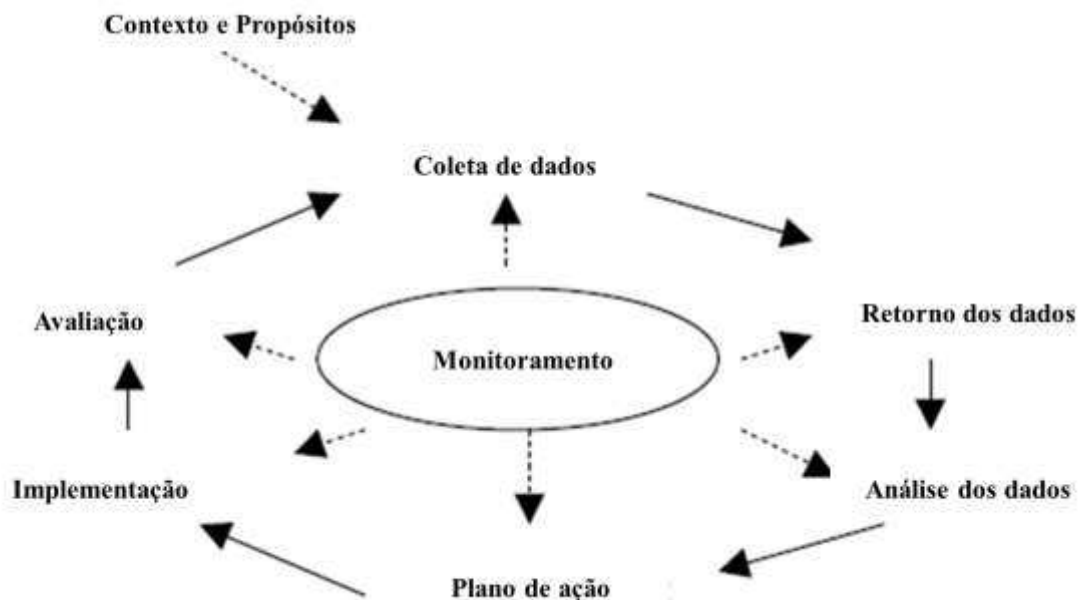 Contexto e Propósitos
Coleta de dados
Avaliação
Retorno dos dados
Monitoramento
Implementação
Análise dos dados
Plano de ação